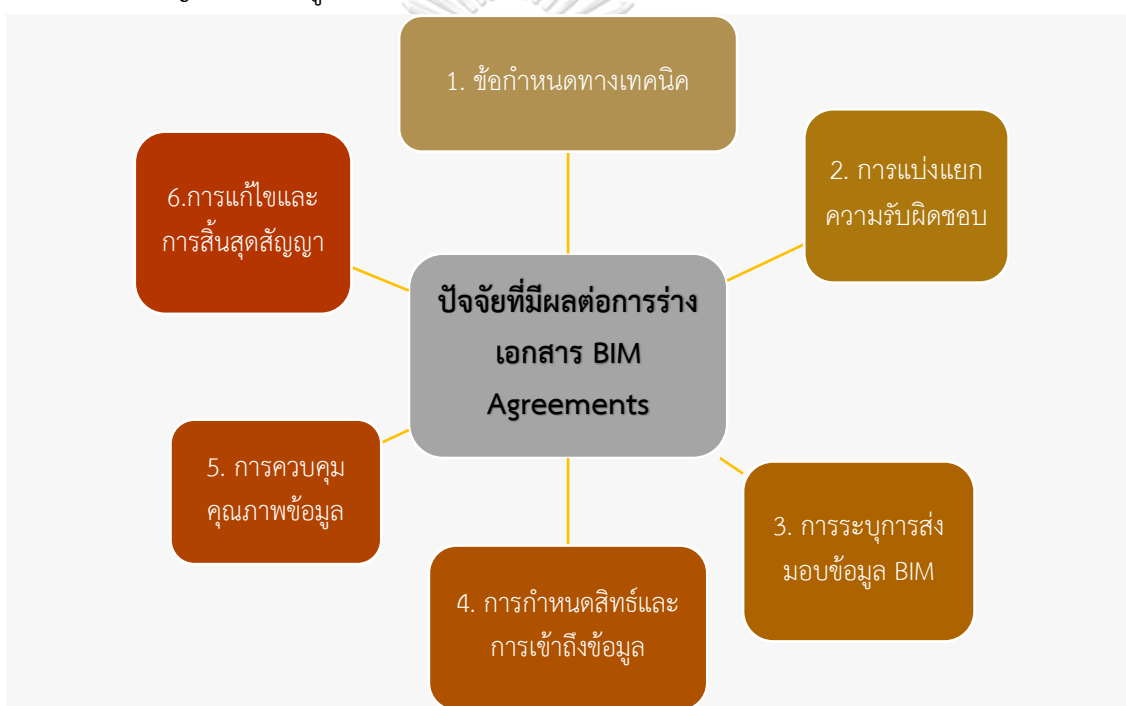 1. ข้อกำหนดทางเทคนิค
2. การแบ่งแยก
ความรับผิดชอบ
6.การแก้ไขและ
การสิ้นสุดสัญญา
ปัจจัยที่มีผลต่อการร่าง
เอกสาร BIM
Agreements
5. การควบคุม
คุณภาพข้อมูล
3. การระบุการส่ง
มอบข้อมูล BIM
4. การกำหนดสิทธ์และ
การเข้าถึงข้อมูล